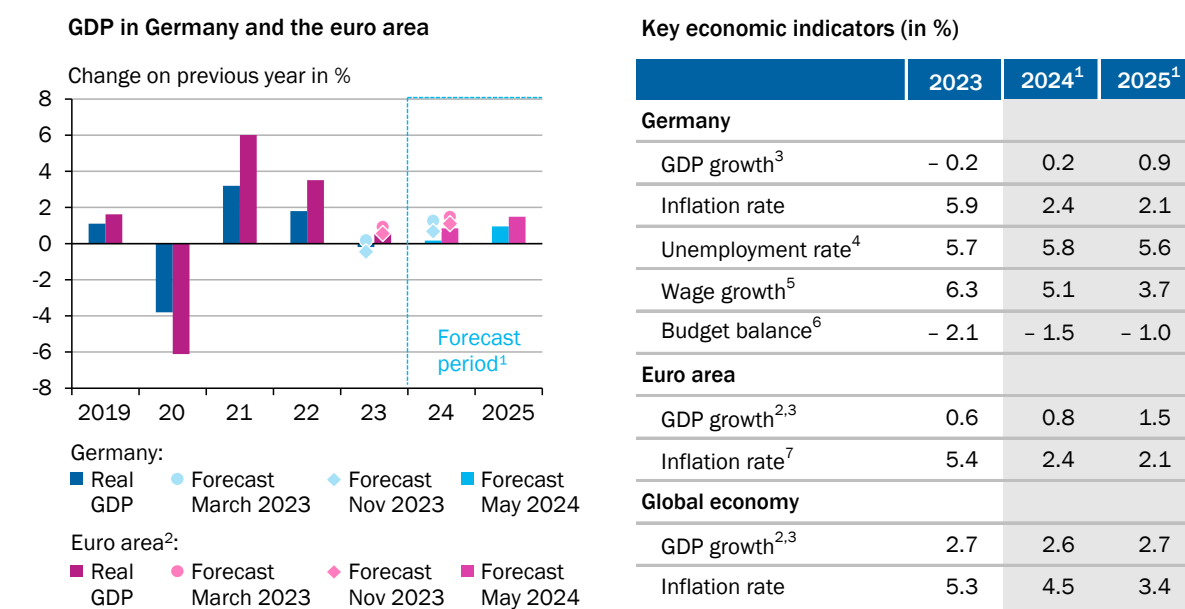 GDP in Germany and the euro area
Change on previous year in %
8
6
4
2
0
-2
-4
-6
-8
Forecast
period¹
2019 20 21 22 23 24 2025
Germany:
Real GDP
Forecast March 2023
Forecast Nov 2023
Forecast May 2024
Euro area²:
Real GDP
Forecast March 2023
Forecast Nov 2023
Forecast May 2024
Key economic indicators (in %)
2023 2024¹ 2025¹
Germany
GDP growth³ – 0.2 0.2 0.9
Inflation rate 5.9 2.4 2.1
Unemployment rate⁴ 5.7 5.8 5.6
Wage growth⁵ 6.3 5.1 3.7
Budget balance⁶ – 2.1 – 1.5 – 1.0
Euro area
GDP growth²,³ 0.6 0.8 1.5
Inflation rate⁷ 5.4 2.4 2.1
Global economy
GDP growth²,³ 2.7 2.6 2.7
Inflation rate 5.3 4.5 3.4